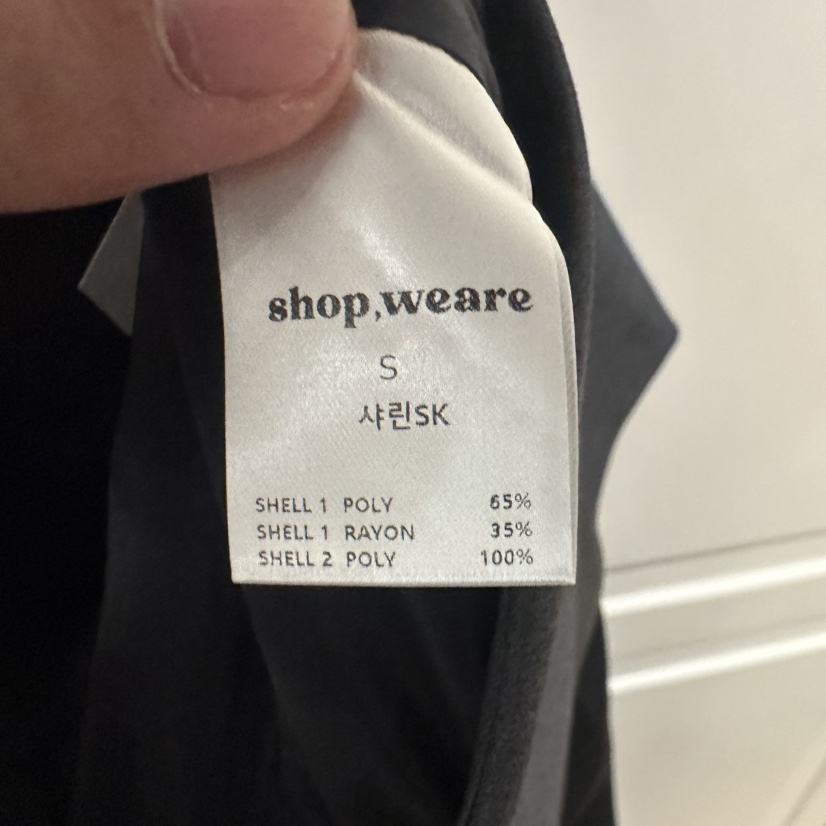 shop,weare
S
샤린SK
SHELL 1 POLY 65%
SHELL 1 RAYON 35%
SHELL 2 POLY 100%